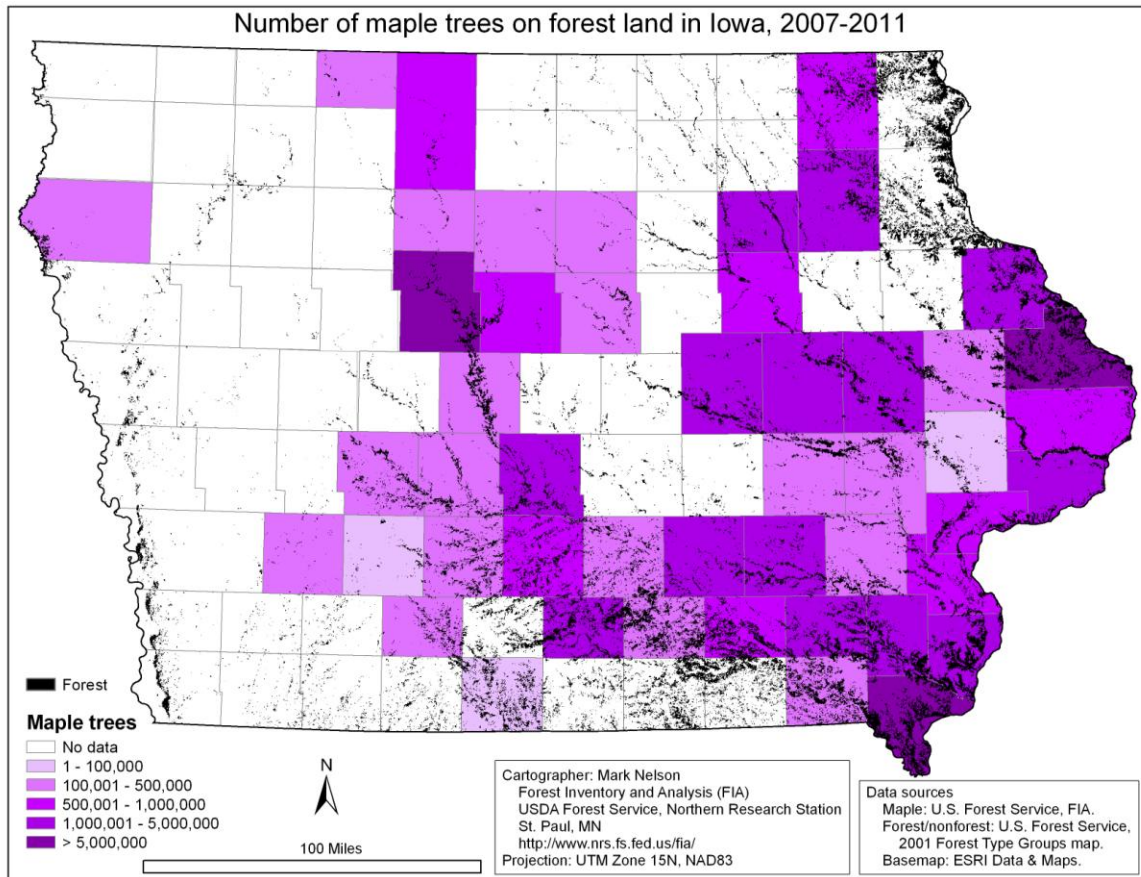 Number of maple trees on forest land in Iowa, 2007-2011
Forest
Maple trees
No data
1 - 100,000
100,001 - 500,000
500,001 - 1,000,000
1,000,001 - 5,000,000
> 5,000,000
N
100 Miles
Cartographer: Mark Nelson
Forest Inventory and Analysis (FIA)
USDA Forest Service, Northern Research Station
St. Paul, MN
http://www.nrs.fs.fed.us/fia/
Projection: UTM Zone 15N, NAD83
Data sources
Maple: U.S. Forest Service, FIA.
Forest/nonforest: U.S. Forest Service,
2001 Forest Type Groups map.
Basemap: ESRI Data & Maps.